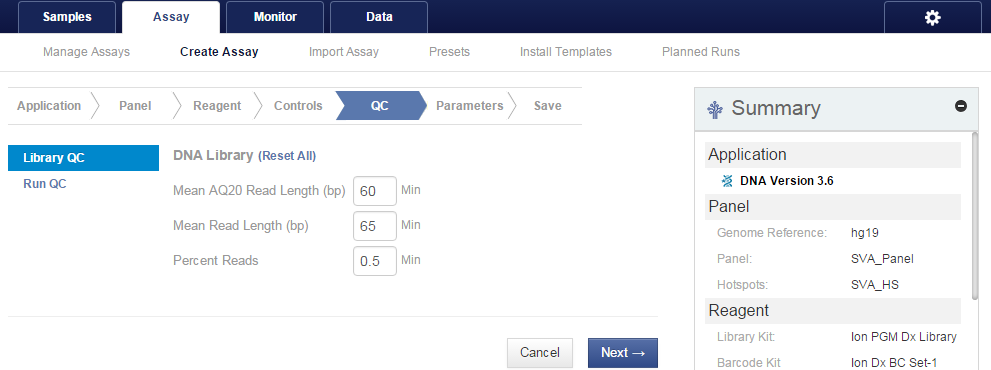 Samples Assay Monitor Data
Manage Assays Create Assay Import Assay Presets Install Templates Planned Runs
Application Panel Reagent Controls QC Parameters Save
Library QC
Run QC
DNA Library (Reset All)
Mean AQ20 Read Length (bp) 60 Min
Mean Read Length (bp) 65 Min
Percent Reads 0.5 Min
Cancel Next →
Summary
Application
DNA Version 3.6
Panel
Genome Reference: hg19
Panel: SVA_Panel
Hotspots: SVA_HS
Reagent
Library Kit: Ion PGM Dx Library
Barcode Kit Ion Dx BC Set-1